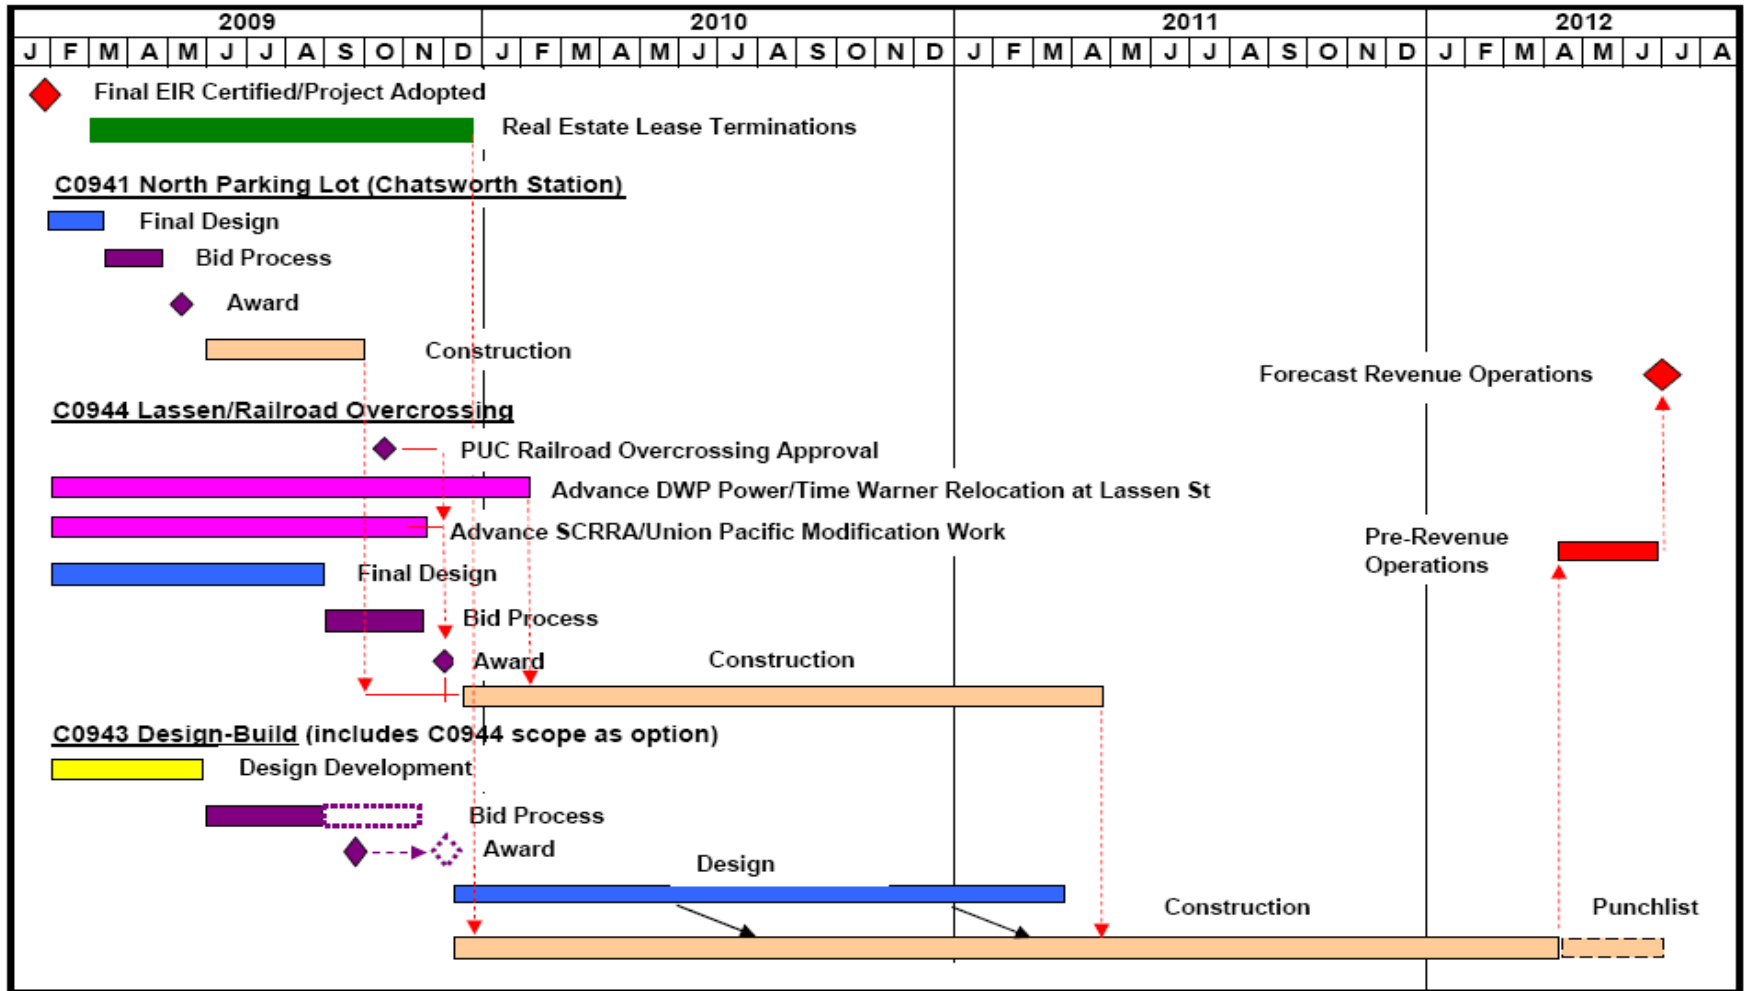 2009 2010 2011 2012
J F M A M J J A S O N D J F M A M J J A S O N D J F M A M J J A S O N D J F M A M J J A
Final EIR Certified/Project Adopted
Real Estate Lease Terminations
C0941 North Parking Lot (Chatsworth Station)
Final Design
Bid Process
Award
Construction
Forecast Revenue Operations
C0944 Lassen/Railroad Overcrossing
PUC Railroad Overcrossing Approval
Advance DWP Power/Time Warner Relocation at Lassen St
Advance SCRRA/Union Pacific Modification Work
Pre-Revenue
Operations
Final Design
Bid Process
Award
Construction
C0943 Design-Build (includes C0944 scope as option)
Design Development
Bid Process
Award
Design
Construction
Punchlist